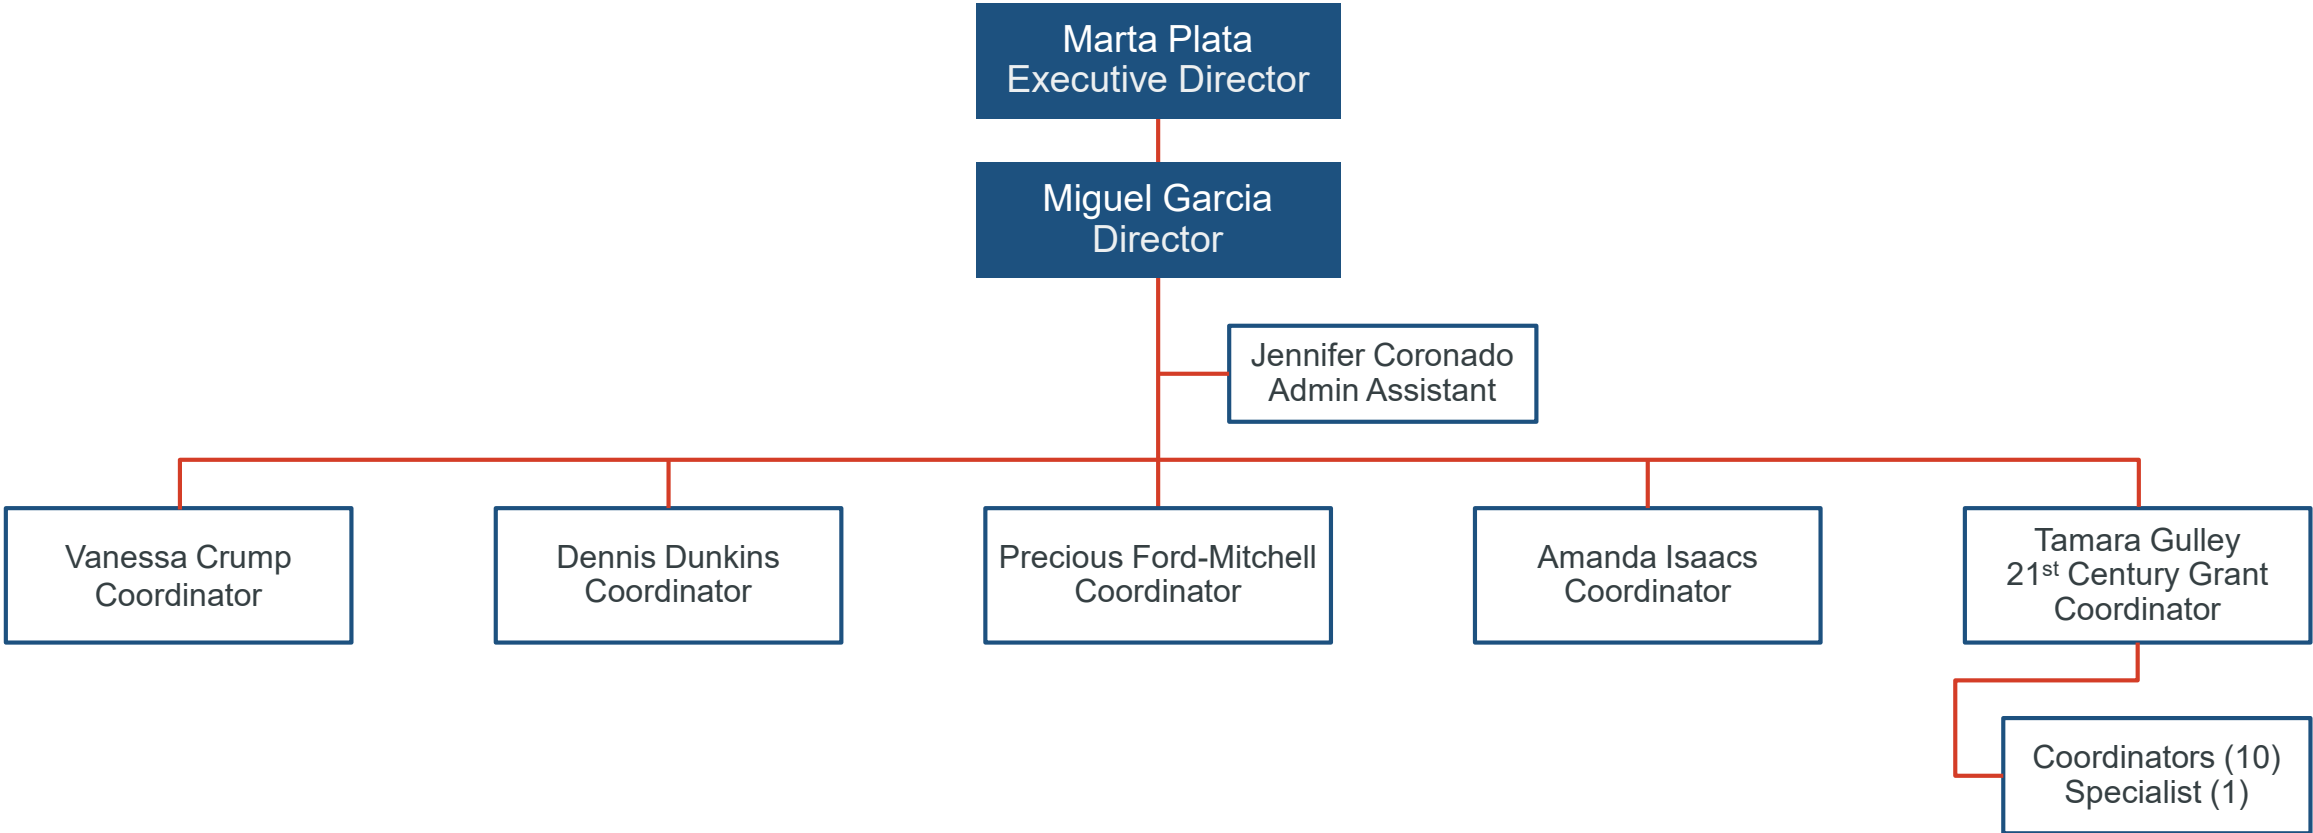 Marta Plata
Executive Director
Miguel Garcia
Director
Jennifer Coronado
Admin Assistant
Vanessa Crump
Coordinator
Dennis Dunkins
Coordinator
Precious Ford-Mitchell
Coordinator
Amanda Isaacs
Coordinator
Tamara Gulley
21st Century Grant
Coordinator
Coordinators (10)
Specialist (1)